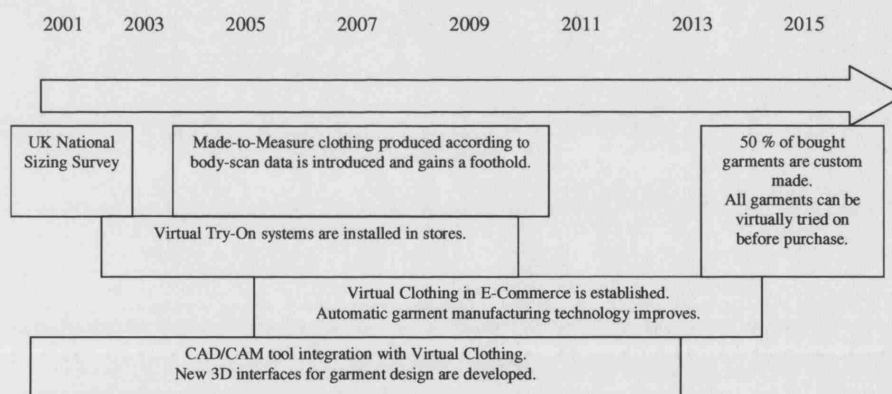 2001 2003 2005 2007 2009 2011 2013 2015
UK National
Sizing Survey
Made-to-Measure clothing produced according to
body-scan data is introduced and gains a foothold.
50 % of bought
garments are custom
made.
All garments can be
virtually tried on
before purchase.
Virtual Try-On systems are installed in stores.
Virtual Clothing in E-Commerce is established.
Automatic garment manufacturing technology improves.
CAD/CAM tool integration with Virtual Clothing.
New 3D interfaces for garment design are developed.